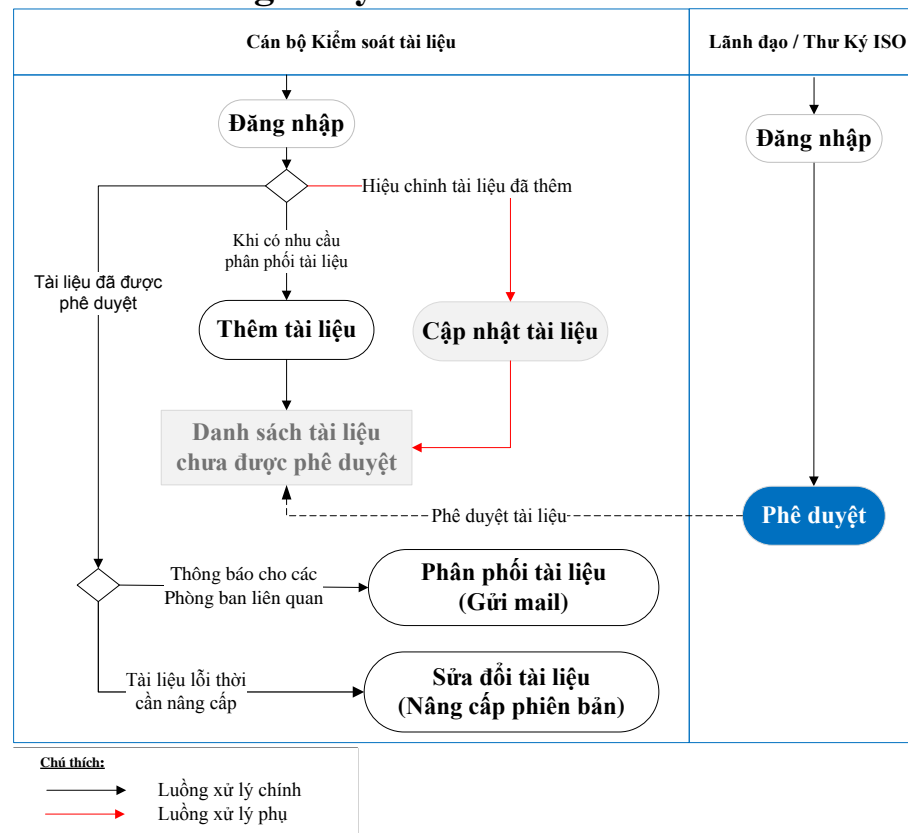 Cán bộ Kiểm soát tài liệu
Lãnh đạo / Thư Ký ISO
Đăng nhập
Đăng nhập
Hiệu chỉnh tài liệu đã thêm
Khi có nhu cầu
phân phối tài liệu
Tài liệu đã được
phê duyệt
Thêm tài liệu
Cập nhật tài liệu
Danh sách tài liệu
chưa được phê duyệt
Phê duyệt tài liệu
Phê duyệt
Thông báo cho các
Phòng ban liên quan
Phân phối tài liệu
(Gửi mail)
Tài liệu lỗi thời
cần nâng cấp
Sửa đổi tài liệu
(Nâng cấp phiên bản)
Chú thích:
Luồng xử lý chính
Luồng xử lý phụ